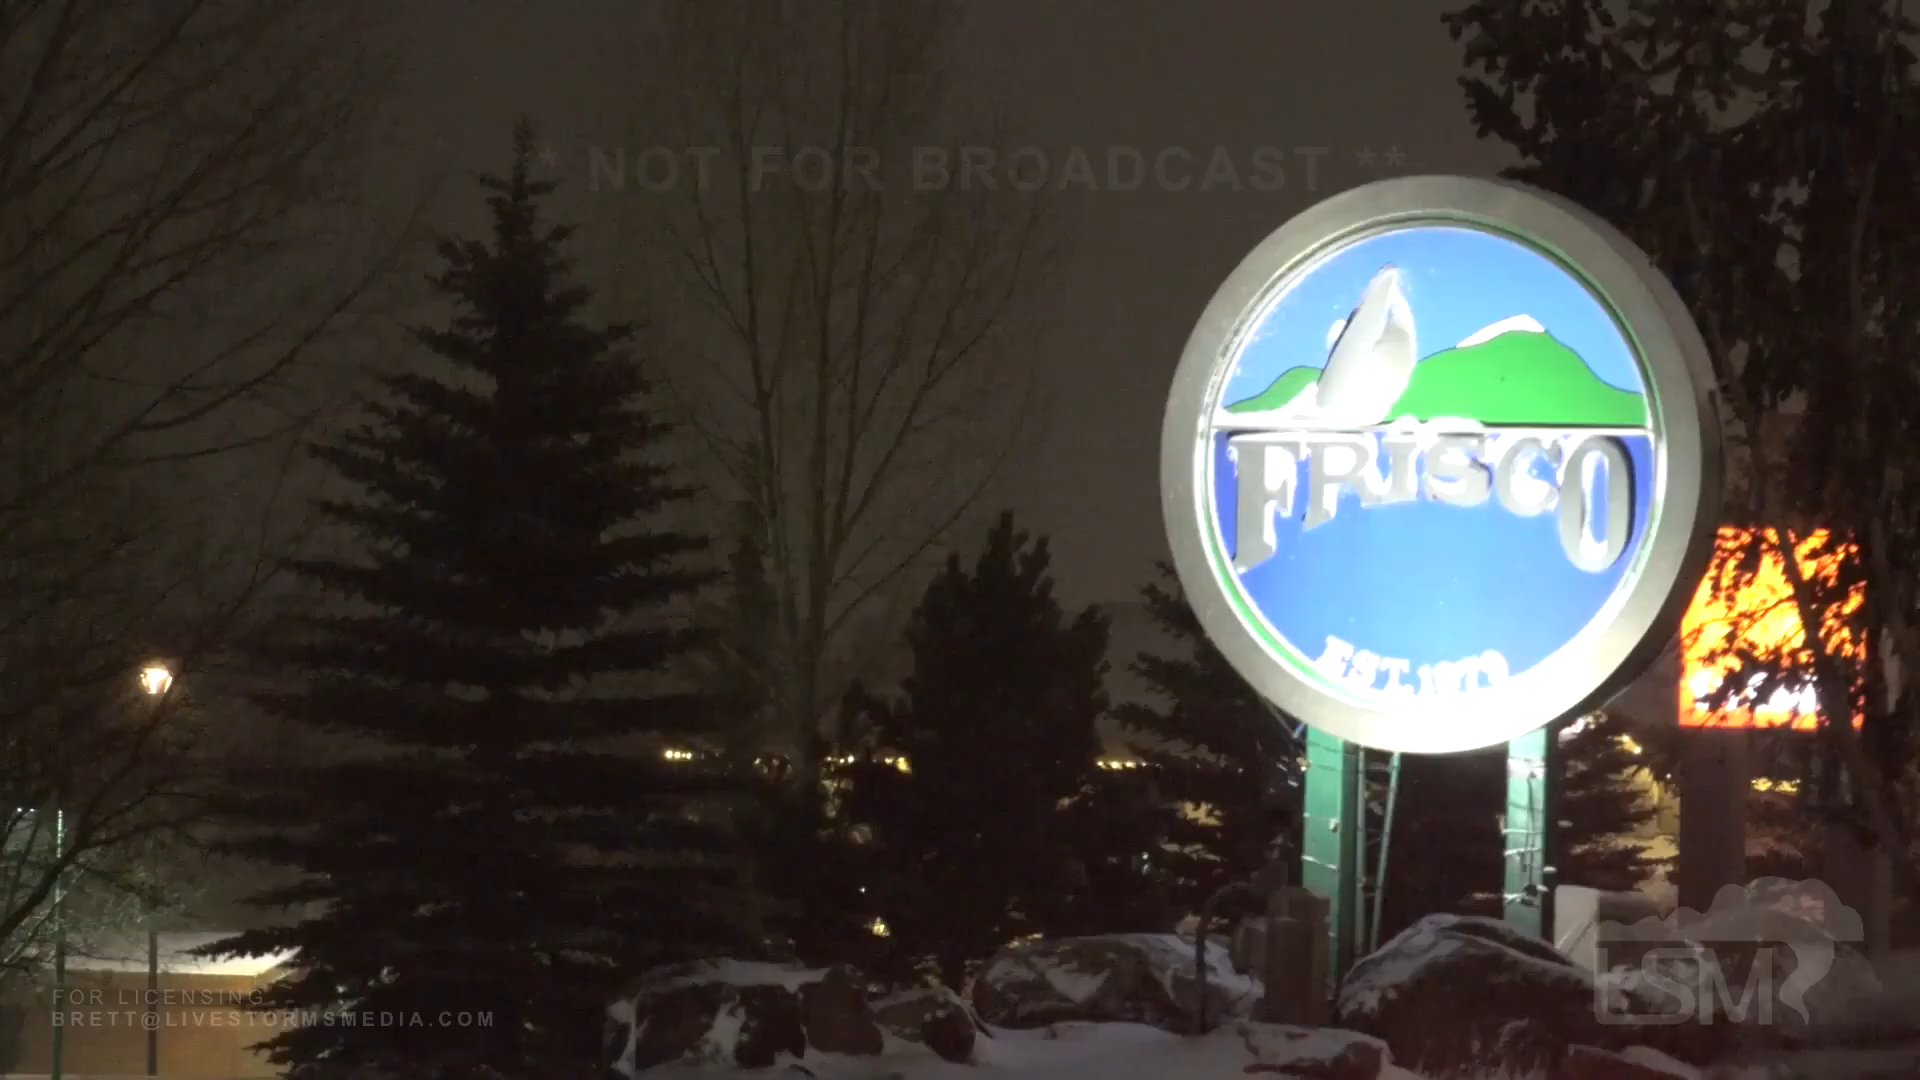 * NOT FOR BROADCAST **
FRISCO
EST. 1879
FOR LICENSING
BRETT@LIVESTORMSMEDIA.COM
LSM